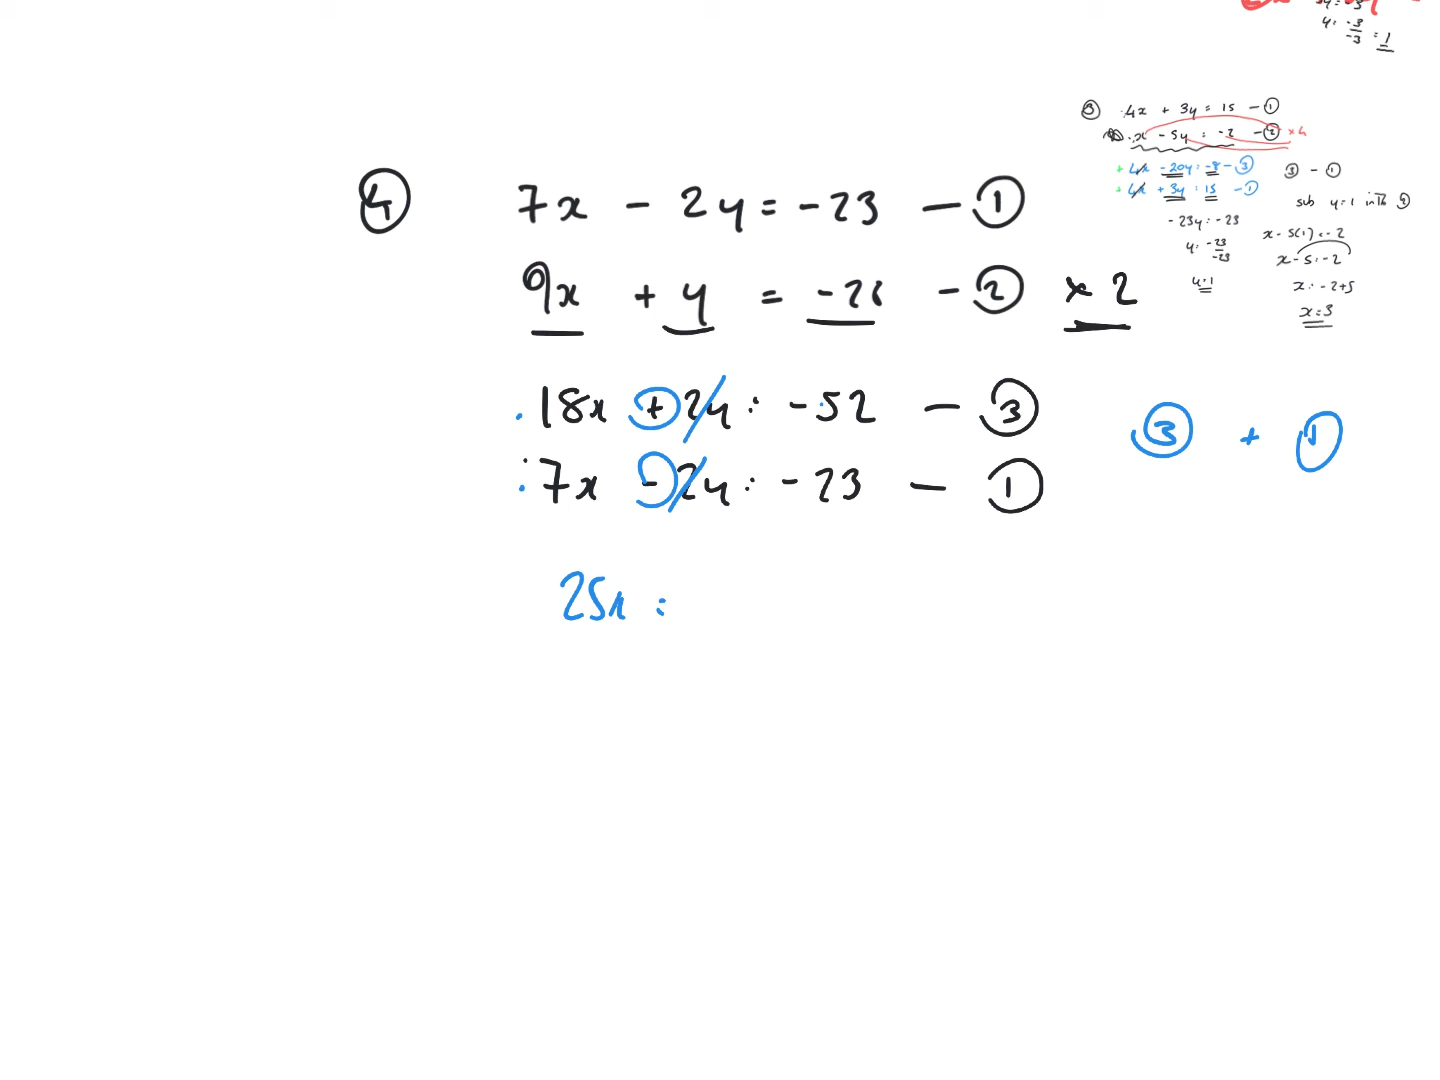 4y = -3
y = -3/-3 = 1
③ 4x + 3y = 15 — ①
x - 5y = -2 — ② ×4
+ 4x - 20y = -8 — ③
+ 4x + 3y = 15 — ①
③ - ①
-23y = -23
y = -23/-23
y = 1
sub y = 1 into ②
x - 5(1) = -2
x - 5 = -2
x = -2+5
x = 3
④ 7x - 2y = -23 — ①
9x + y = -26 — ② × 2
18x + 2y = -52 — ③
7x - 2y = -23 — ①
③ + ①
25x =